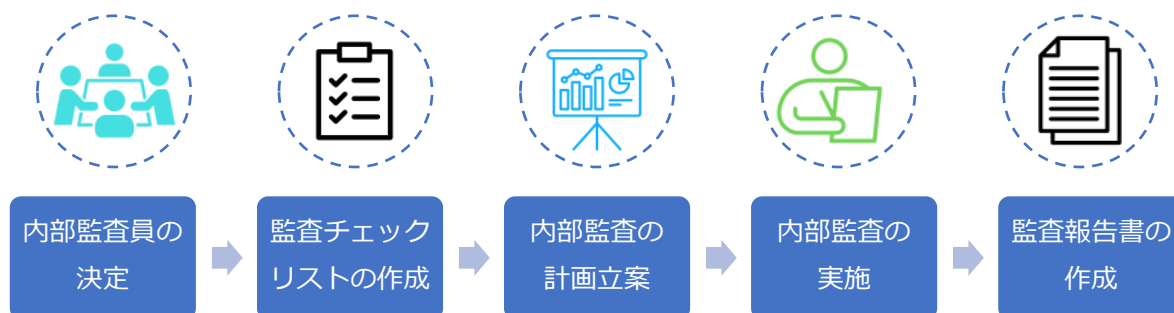 内部監査員の
決定
監査チェック
リストの作成
内部監査の
計画立案
内部監査の
実施
監査報告書の
作成